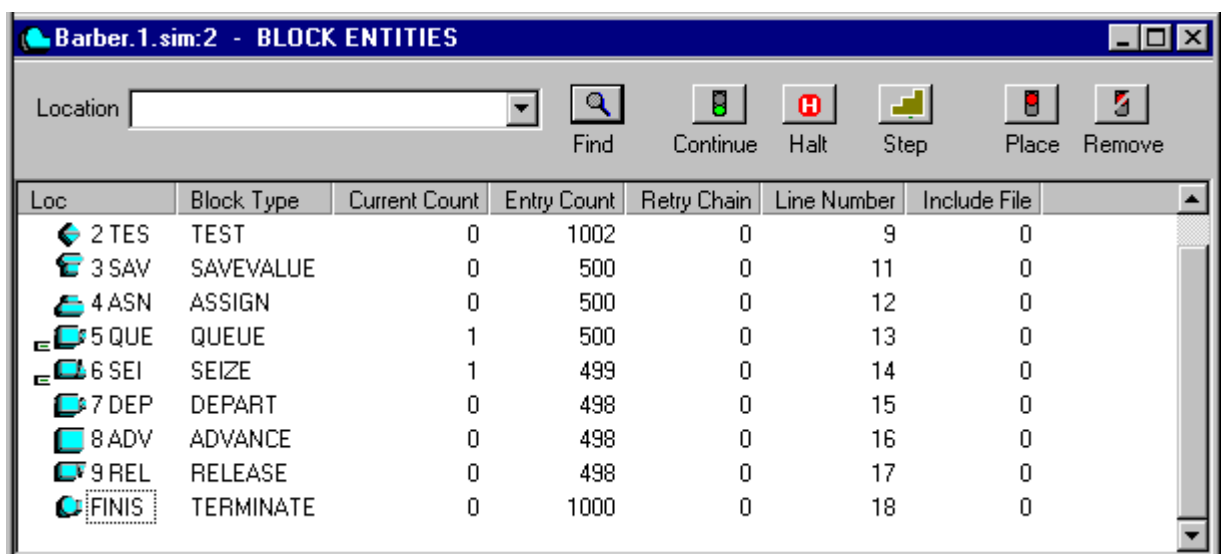 Barber.1.sim:2 - BLOCK ENTITIES
Location
Find Continue Halt Step Place Remove
Loc Block Type Current Count Entry Count Retry Chain Line Number Include File
2 TES TEST 0 1002 0 9 0
3 SAV SAVEVALUE 0 500 0 11 0
4 ASN ASSIGN 0 500 0 12 0
5 QUE QUEUE 1 500 0 13 0
6 SEI SEIZE 1 499 0 14 0
7 DEP DEPART 0 498 0 15 0
8 ADV ADVANCE 0 498 0 16 0
9 REL RELEASE 0 498 0 17 0
FINIS TERMINATE 0 1000 0 18 0